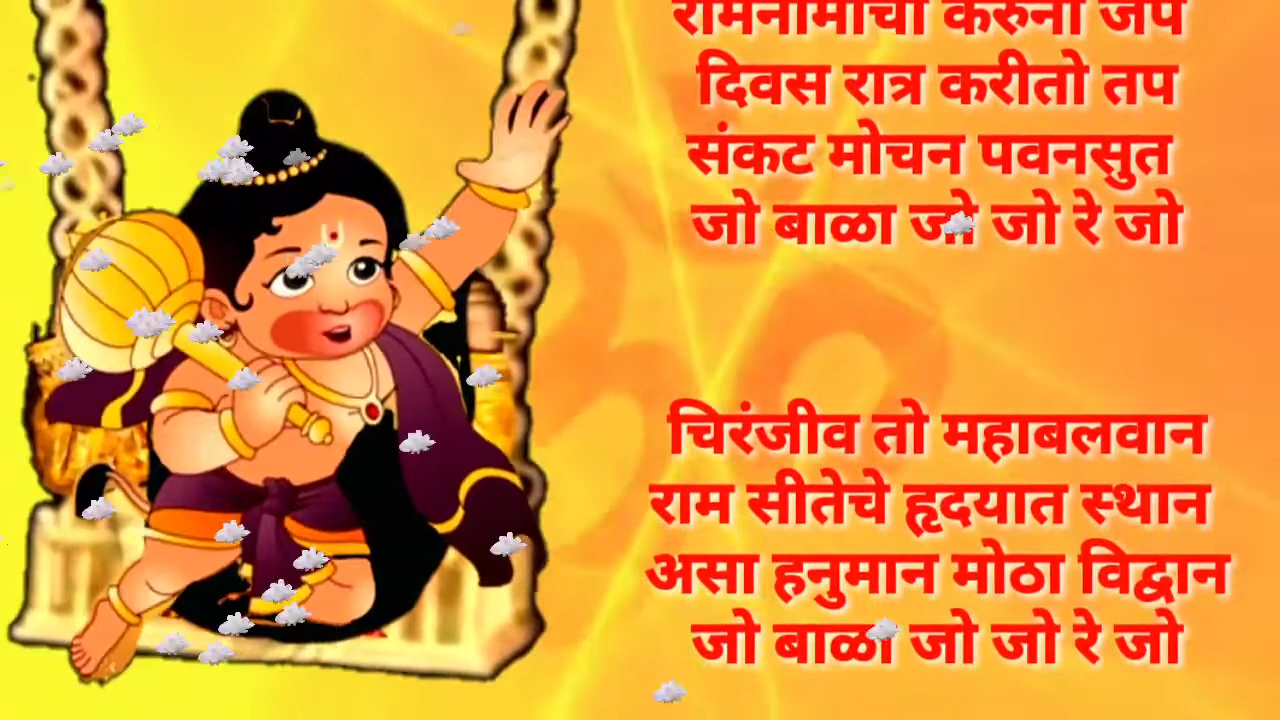 रामनामाचा करुनी जप
दिवस रात्र करीतो तप
संकट मोचन पवनसुत
जो बाळा जो जो रे जो
चिरंजीव तो महाबलवान
राम सीतेचे हृदयात स्थान
असा हनुमान मोठा विद्वान
जो बाळा जो जो रे जो